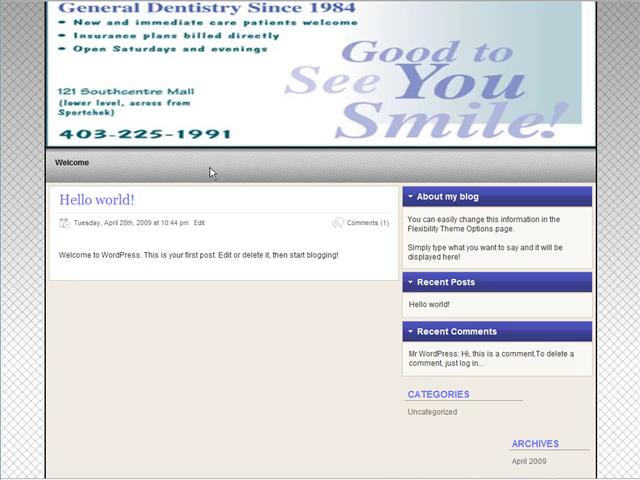 General Dentistry Since 1984
• New and immediate care patients welcome
• Insurance plans billed directly
• Open Saturdays and evenings
Good to
See You
Smile!
121 Southcentre Mall
(lower level, across from
Sportchek)
403-225-1991
Welcome
Hello world!
Tuesday, April 28th, 2009 at 10:44 pm Edit
Comments (1)
Welcome to WordPress. This is your first post. Edit or delete it, then start blogging!
About my blog
You can easily change this information in the
Flexibility Theme Options page.
Simply type what you want to say and it will be
displayed here!
Recent Posts
Hello world!
Recent Comments
Mr WordPress: Hi, this is a comment.To delete a
comment, just log in...
CATEGORIES
Uncategorized
ARCHIVES
April 2009